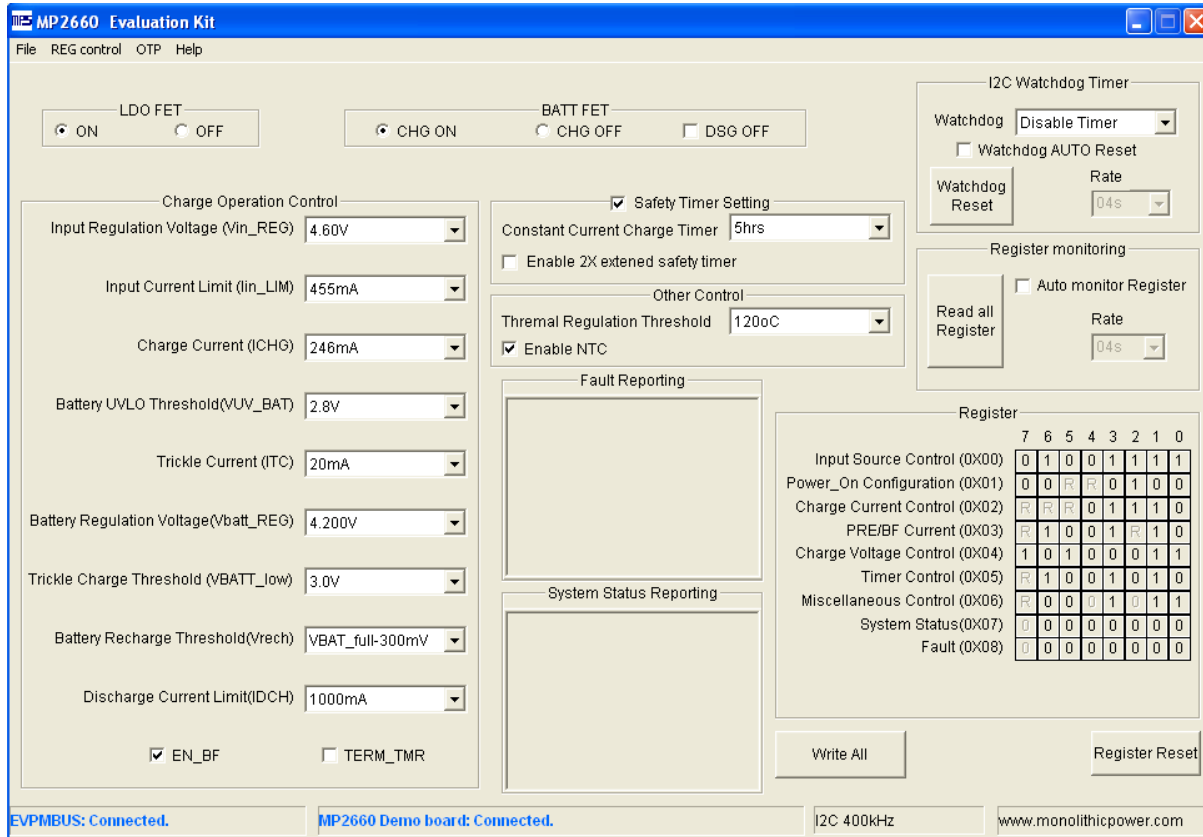 MP2660 Evaluation Kit
File REG control OTP Help
LDO FET
ON OFF
BATT FET
CHG ON CHG OFF DSG OFF
I2C Watchdog Timer
Watchdog Disable Timer
Watchdog AUTO Reset
Watchdog Reset
Rate
04s
Charge Operation Control
Input Regulation Voltage (Vin_REG) 4.60V
Input Current Limit (Iin_LIM) 455mA
Charge Current (ICHG) 246mA
Battery UVLO Threshold(VUV_BAT) 2.8V
Trickle Current (ITC) 20mA
Battery Regulation Voltage(Vbatt_REG) 4.200V
Trickle Charge Threshold (VBATT_low) 3.0V
Battery Recharge Threshold(Vrech) VBAT_full-300mV
Discharge Current Limit(IDCH) 1000mA
EN_BF TERM_TMR
Safety Timer Setting
Constant Current Charge Timer 5hrs
Enable 2X extened safety timer
Other Control
Thremal Regulation Threshold 120oC
Enable NTC
Fault Reporting
System Status Reporting
Register monitoring
Read all Register
Auto monitor Register
Rate
04s
Register
7 6 5 4 3 2 1 0
Input Source Control (0X00) 0 1 0 0 1 1 1 1
Power_On Configuration (0X01) 0 0 R R 0 1 0 0
Charge Current Control (0X02) R R R 0 1 1 1 0
PRE/BF Current (0X03) R 1 0 0 1 R 1 0
Charge Voltage Control (0X04) 1 0 1 0 0 0 1 1
Timer Control (0X05) R 1 0 0 1 0 1 0
Miscellaneous Control (0X06) R 0 0 0 1 0 1 1
System Status(0X07) 0 0 0 0 0 0 0 0
Fault (0X08) 0 0 0 0 0 0 0 0
Write All
Register Reset
EVPMBUS: Connected.
MP2660 Demo board: Connected.
I2C 400kHz
www.monolithicpower.com